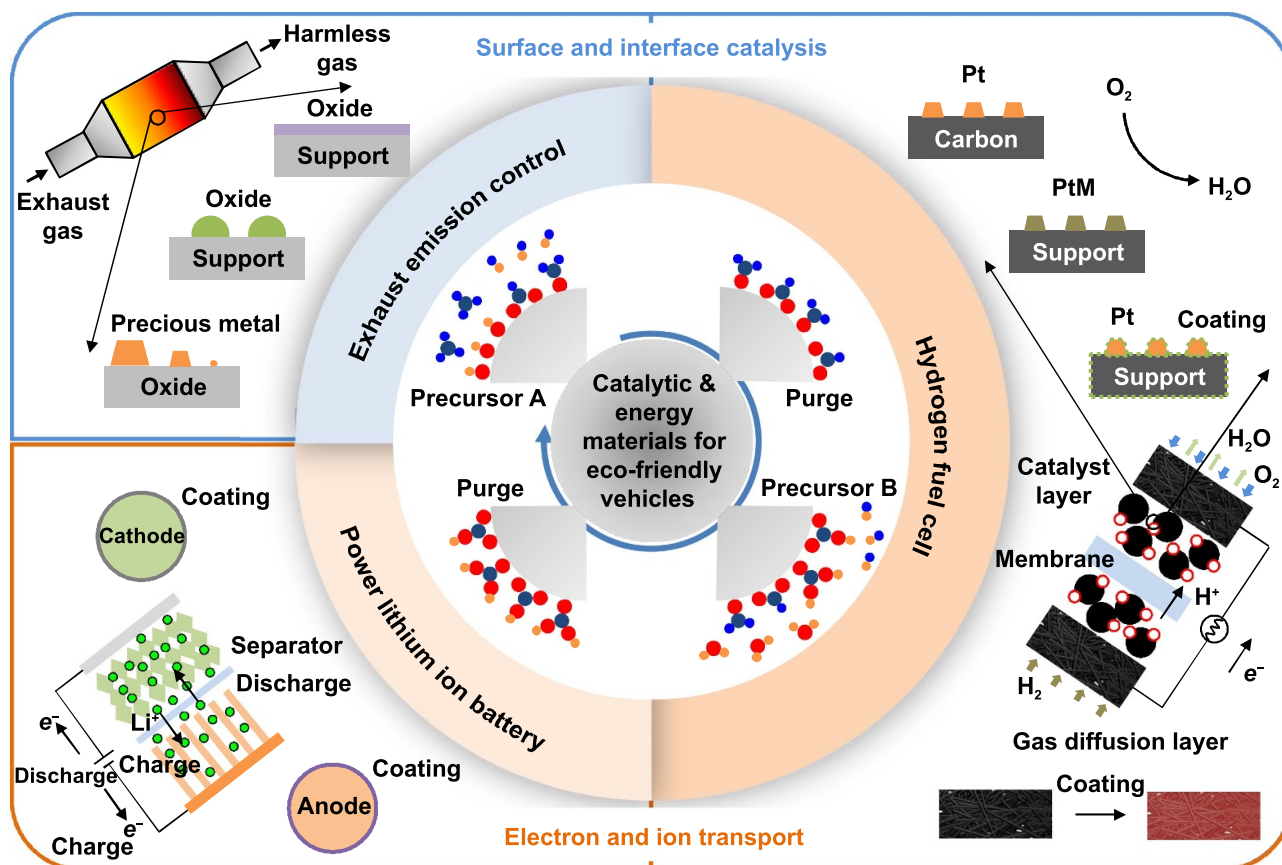 Surface and interface catalysis
Harmless
gas
Exhaust
gas
Oxide
Support
Oxide
Support
Precious metal
Oxide
Exhaust emission control
Hydrogen fuel cell
Power lithium ion battery
Precursor A
Purge
Precursor B
Purge
Catalytic &
energy
materials for
eco-friendly
vehicles
Pt
Carbon
O₂
H₂O
PtM
Support
Pt
Coating
Support
H₂O
O₂
Catalyst
layer
Membrane
H⁺
e⁻
H₂
Gas diffusion layer
Coating
Coating
Cathode
Separator
Discharge
Li⁺
Charge
e⁻
Discharge
e⁻
Charge
Coating
Anode
Electron and ion transport